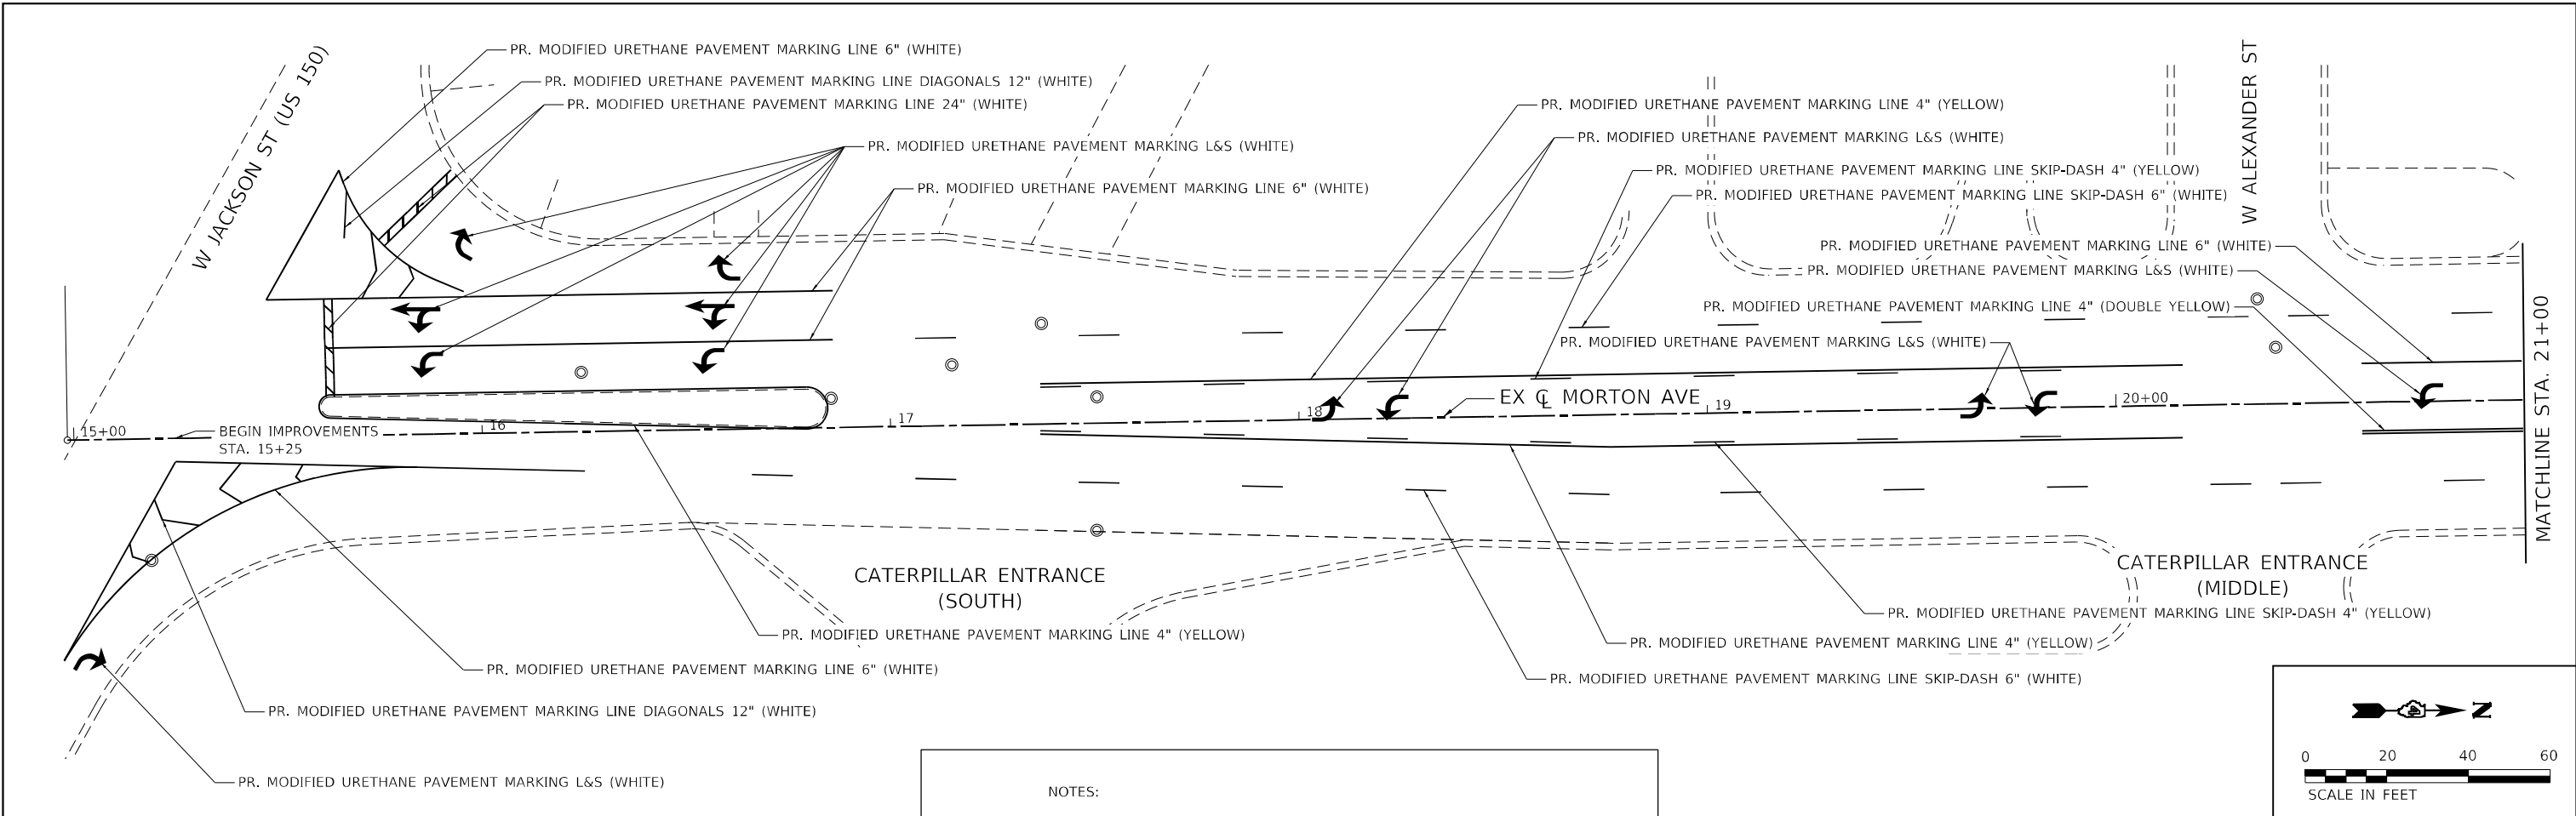 PR. MODIFIED URETHANE PAVEMENT MARKING LINE 6" (WHITE)
PR. MODIFIED URETHANE PAVEMENT MARKING LINE DIAGONALS 12" (WHITE)
PR. MODIFIED URETHANE PAVEMENT MARKING LINE 24" (WHITE)
W JACKSON ST (US 150)
PR. MODIFIED URETHANE PAVEMENT MARKING L&S (WHITE)
PR. MODIFIED URETHANE PAVEMENT MARKING LINE 6" (WHITE)
PR. MODIFIED URETHANE PAVEMENT MARKING LINE 4" (YELLOW)
PR. MODIFIED URETHANE PAVEMENT MARKING L&S (WHITE)
PR. MODIFIED URETHANE PAVEMENT MARKING LINE SKIP-DASH 4" (YELLOW)
PR. MODIFIED URETHANE PAVEMENT MARKING LINE SKIP-DASH 6" (WHITE)
W ALEXANDER ST
PR. MODIFIED URETHANE PAVEMENT MARKING LINE 6" (WHITE)
PR. MODIFIED URETHANE PAVEMENT MARKING L&S (WHITE)
PR. MODIFIED URETHANE PAVEMENT MARKING LINE 4" (DOUBLE YELLOW)
PR. MODIFIED URETHANE PAVEMENT MARKING L&S (WHITE)
MATCHLINE STA. 21+00
15+00
BEGIN IMPROVEMENTS
STA. 15+25
16
17
18
EX ℄ MORTON AVE
19
20+00
CATERPILLAR ENTRANCE
(SOUTH)
CATERPILLAR ENTRANCE
(MIDDLE)
PR. MODIFIED URETHANE PAVEMENT MARKING LINE SKIP-DASH 4" (YELLOW)
PR. MODIFIED URETHANE PAVEMENT MARKING LINE 4" (YELLOW)
PR. MODIFIED URETHANE PAVEMENT MARKING LINE 4" (YELLOW)
PR. MODIFIED URETHANE PAVEMENT MARKING LINE 6" (WHITE)
PR. MODIFIED URETHANE PAVEMENT MARKING LINE SKIP-DASH 6" (WHITE)
PR. MODIFIED URETHANE PAVEMENT MARKING LINE DIAGONALS 12" (WHITE)
PR. MODIFIED URETHANE PAVEMENT MARKING L&S (WHITE)
NOTES:
N
0 20 40 60
SCALE IN FEET